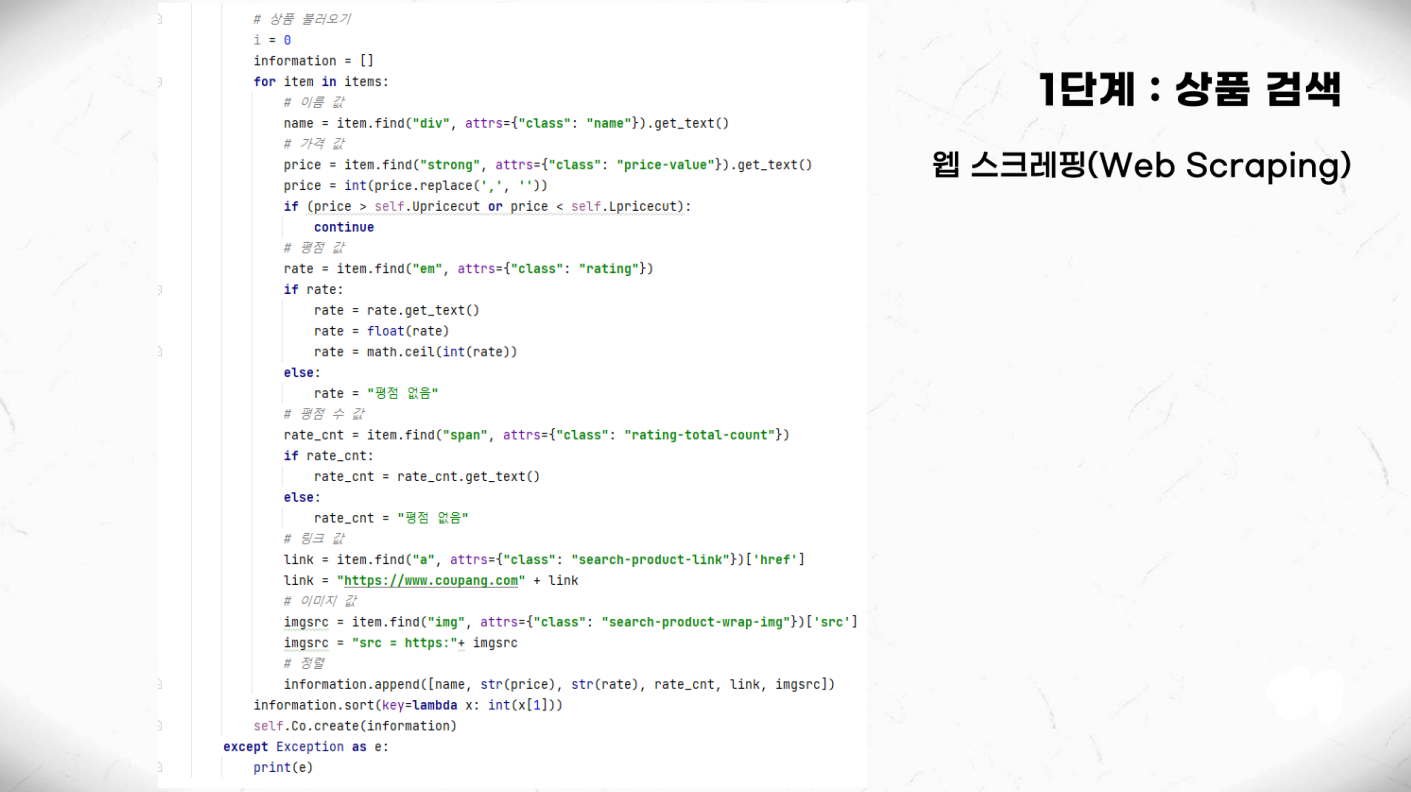 # 상품 불러오기
i = 0
information = []
for item in items:
    # 이름 값
    name = item.find("div", attrs={"class": "name"}).get_text()
    # 가격 값
    price = item.find("strong", attrs={"class": "price-value"}).get_text()
    price = int(price.replace(',', ''))
    if (price > self.Upricecut or price < self.Lpricecut):
        continue
    # 평점 값
    rate = item.find("em", attrs={"class": "rating"})
    if rate:
        rate = rate.get_text()
        rate = float(rate)
        rate = math.ceil(int(rate))
    else:
        rate = "평점 없음"
    # 평점 수 값
    rate_cnt = item.find("span", attrs={"class": "rating-total-count"})
    if rate_cnt:
        rate_cnt = rate_cnt.get_text()
    else:
        rate_cnt = "평점 없음"
    # 링크 값
    link = item.find("a", attrs={"class": "search-product-link"})['href']
    link = "https://www.coupang.com" + link
    # 이미지 값
    imgsrc = item.find("img", attrs={"class": "search-product-wrap-img"})['src']
    imgsrc = "src = https:"+ imgsrc
    # 정렬
    information.append([name, str(price), str(rate), rate_cnt, link, imgsrc])
information.sort(key=lambda x: int(x[1]))
self.Co.create(information)
except Exception as e:
    print(e)
1단계 : 상품 검색
웹 스크레핑(Web Scraping)